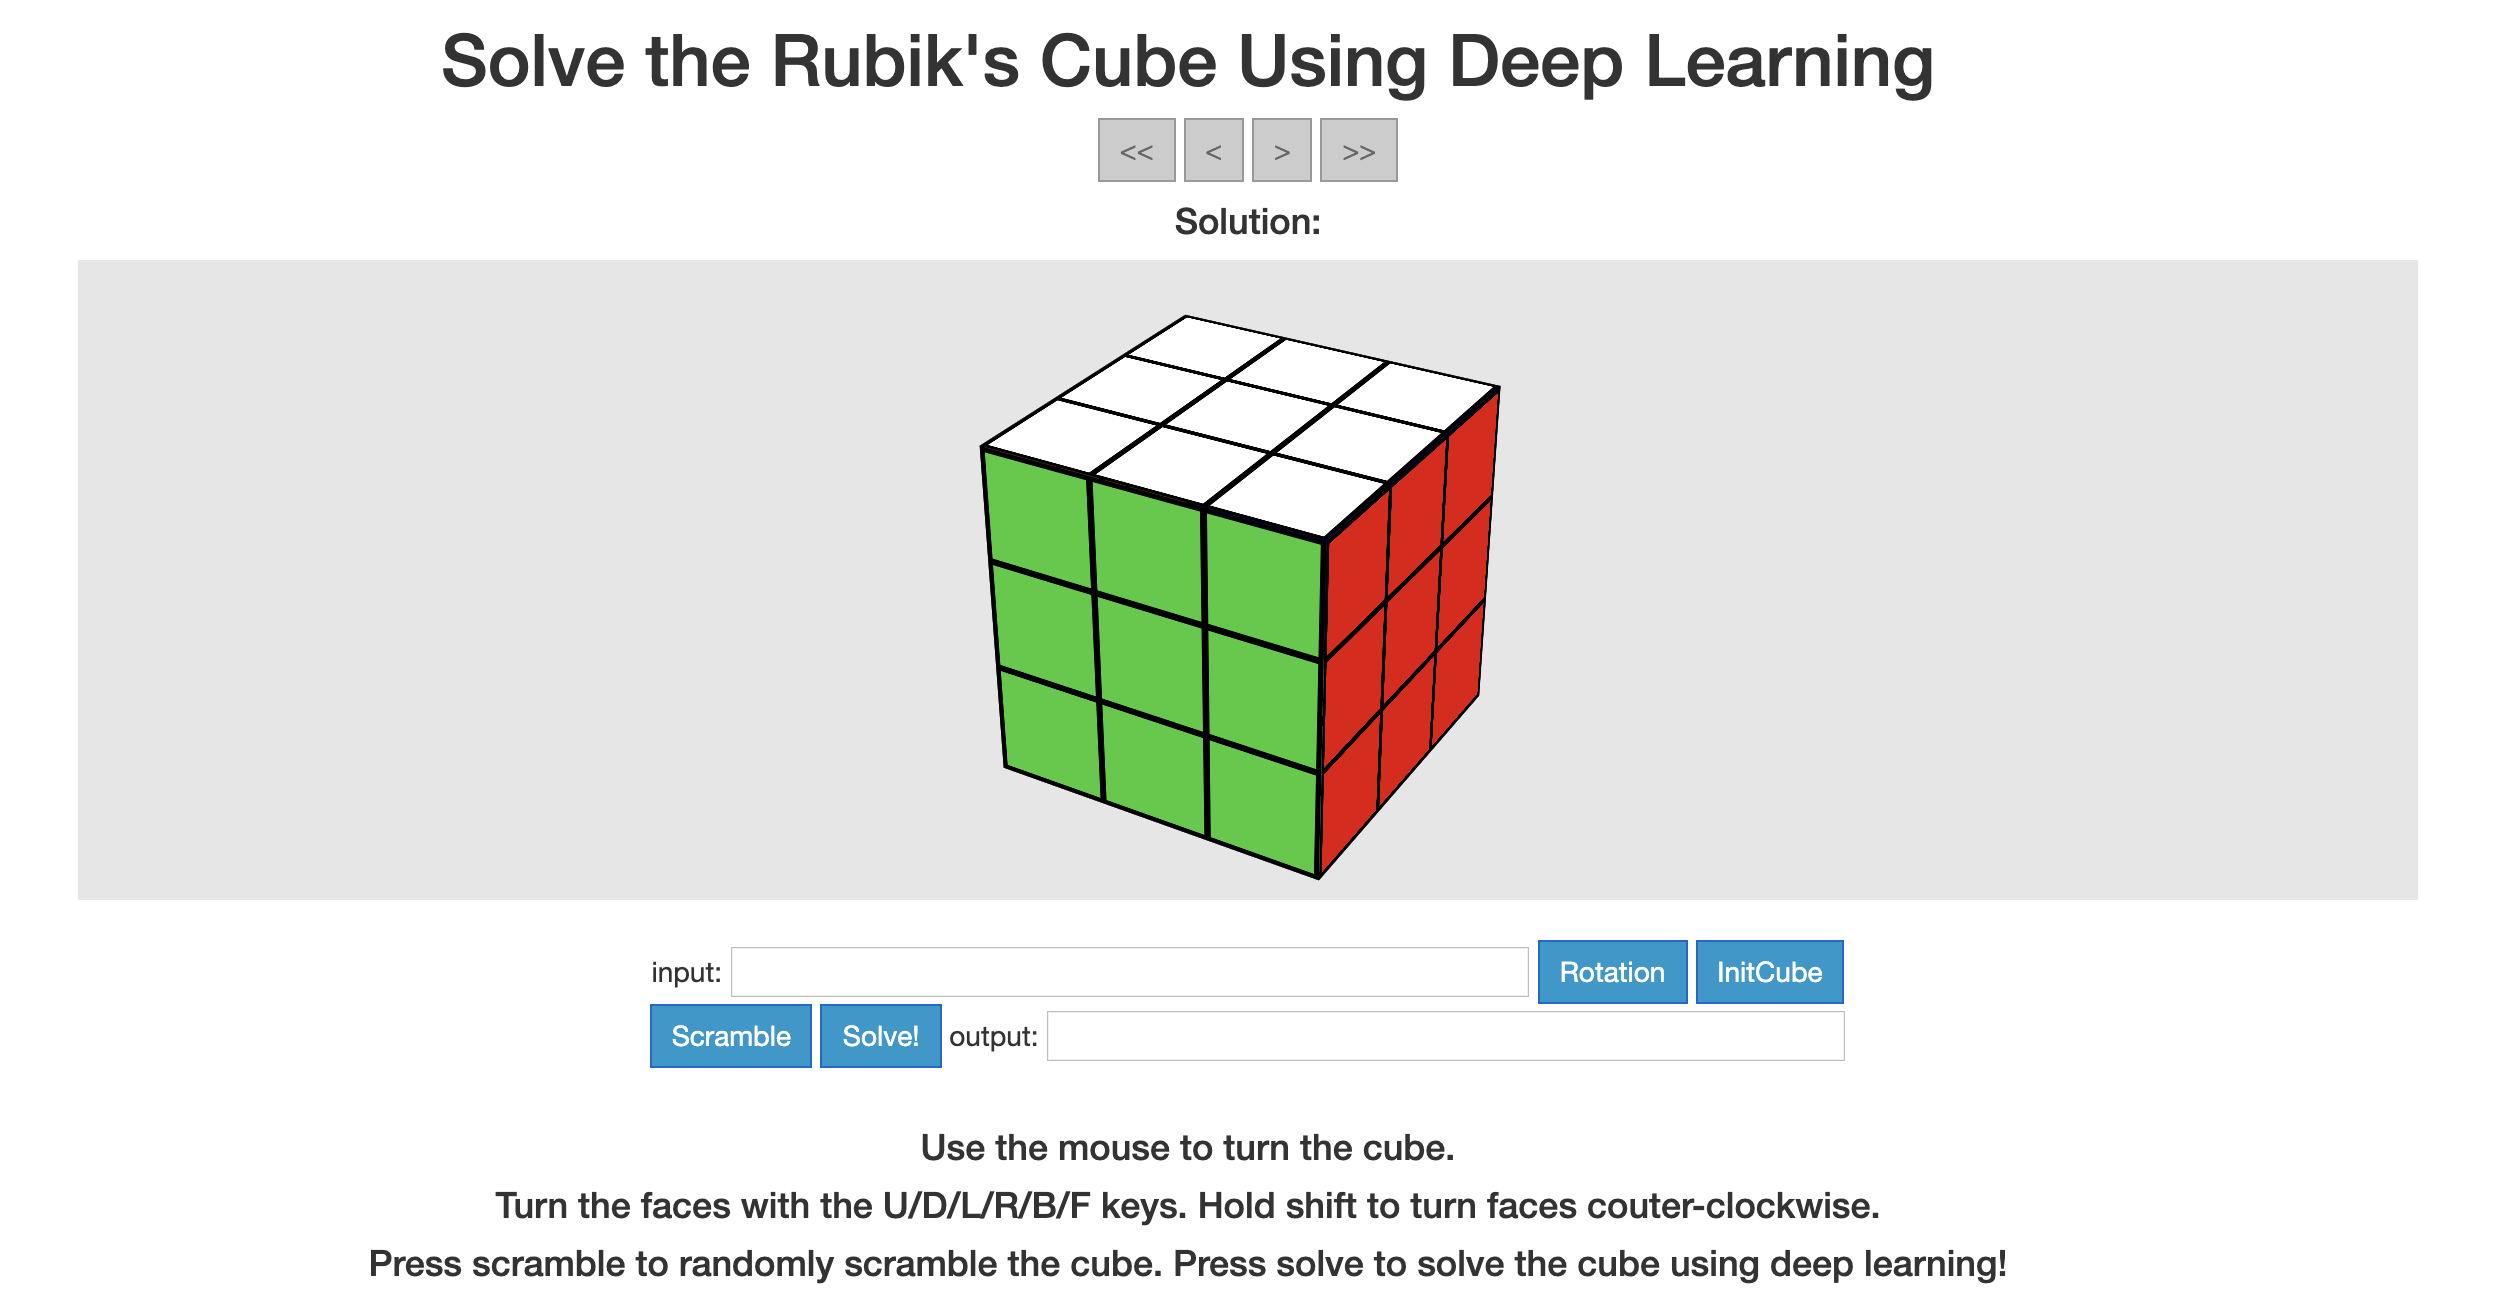 Solve the Rubik's Cube Using Deep Learning
<< < > >>
Solution:
input: Rotation InitCube
Scramble Solve! output:
Use the mouse to turn the cube.
Turn the faces with the U/D/L/R/B/F keys. Hold shift to turn faces couter-clockwise.
Press scramble to randomly scramble the cube. Press solve to solve the cube using deep learning!